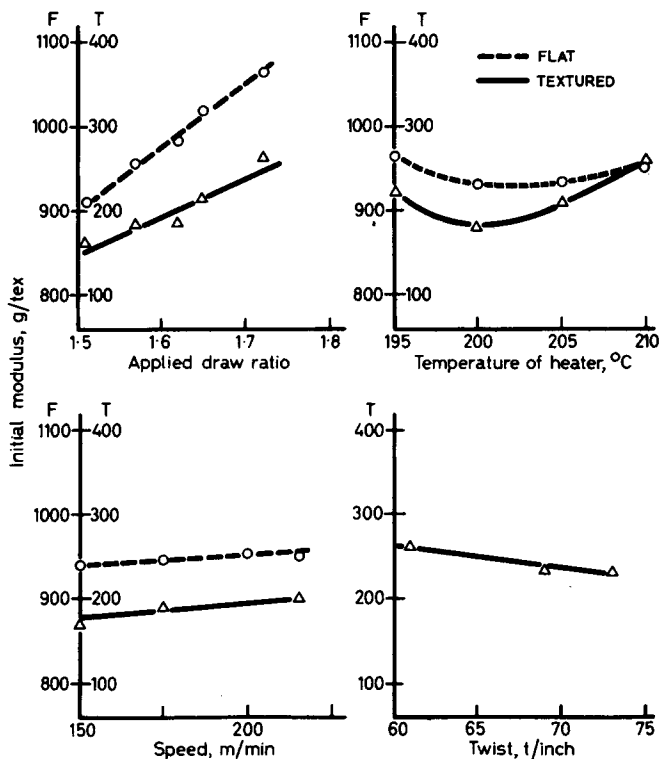 F T
1100 400
1000 300
900 200
800 100
1·5 1·6 1·7 1·8
Applied draw ratio
F T
1100 400
1000 300
900 200
800 100
195 200 205 210
Temperature of heater, °C
FLAT
TEXTURED
Initial modulus, g/tex
F T
1100 400
1000 300
900 200
800 100
150 200
Speed, m/min
T
400
300
200
100
60 65 70 75
Twist, t/inch